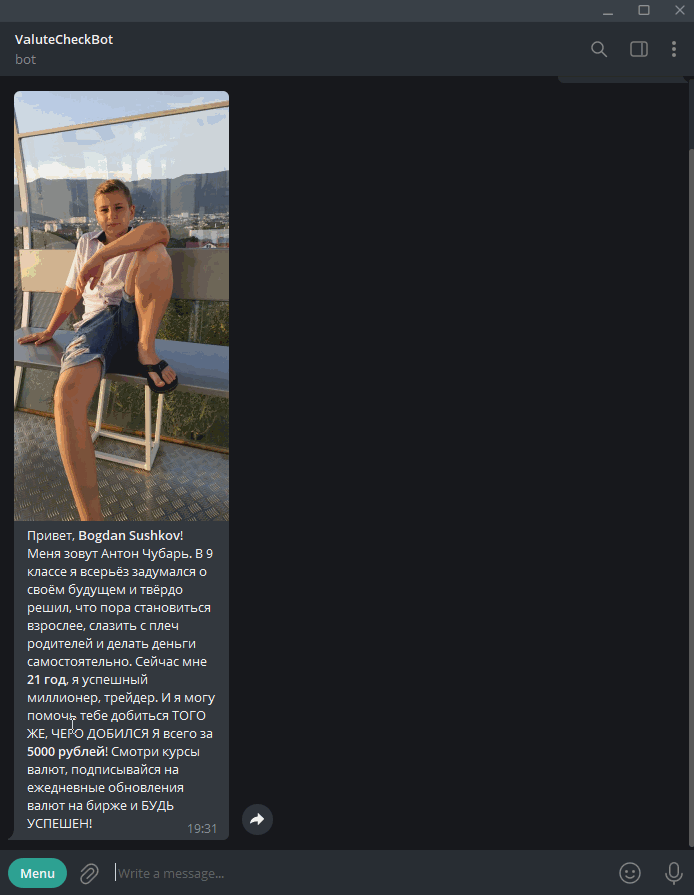 ValuteCheckBot
bot
Привет, Bogdan Sushkov!
Меня зовут Антон Чубарь. В 9
классе я всерьёз задумался о
своём будущем и твёрдо
решил, что пора становиться
взрослее, слазить с плеч
родителей и делать деньги
самостоятельно. Сейчас мне
21 год, я успешный
миллионер, трейдер. И я могу
помочь тебе добиться ТОГО
ЖЕ, ЧЕГО ДОБИЛСЯ Я всего за
5000 рублей! Смотри курсы
валют, подписывайся на
ежедневные обновления
валют на бирже и БУДЬ
УСПЕШЕН!
19:31
Menu
Write a message...